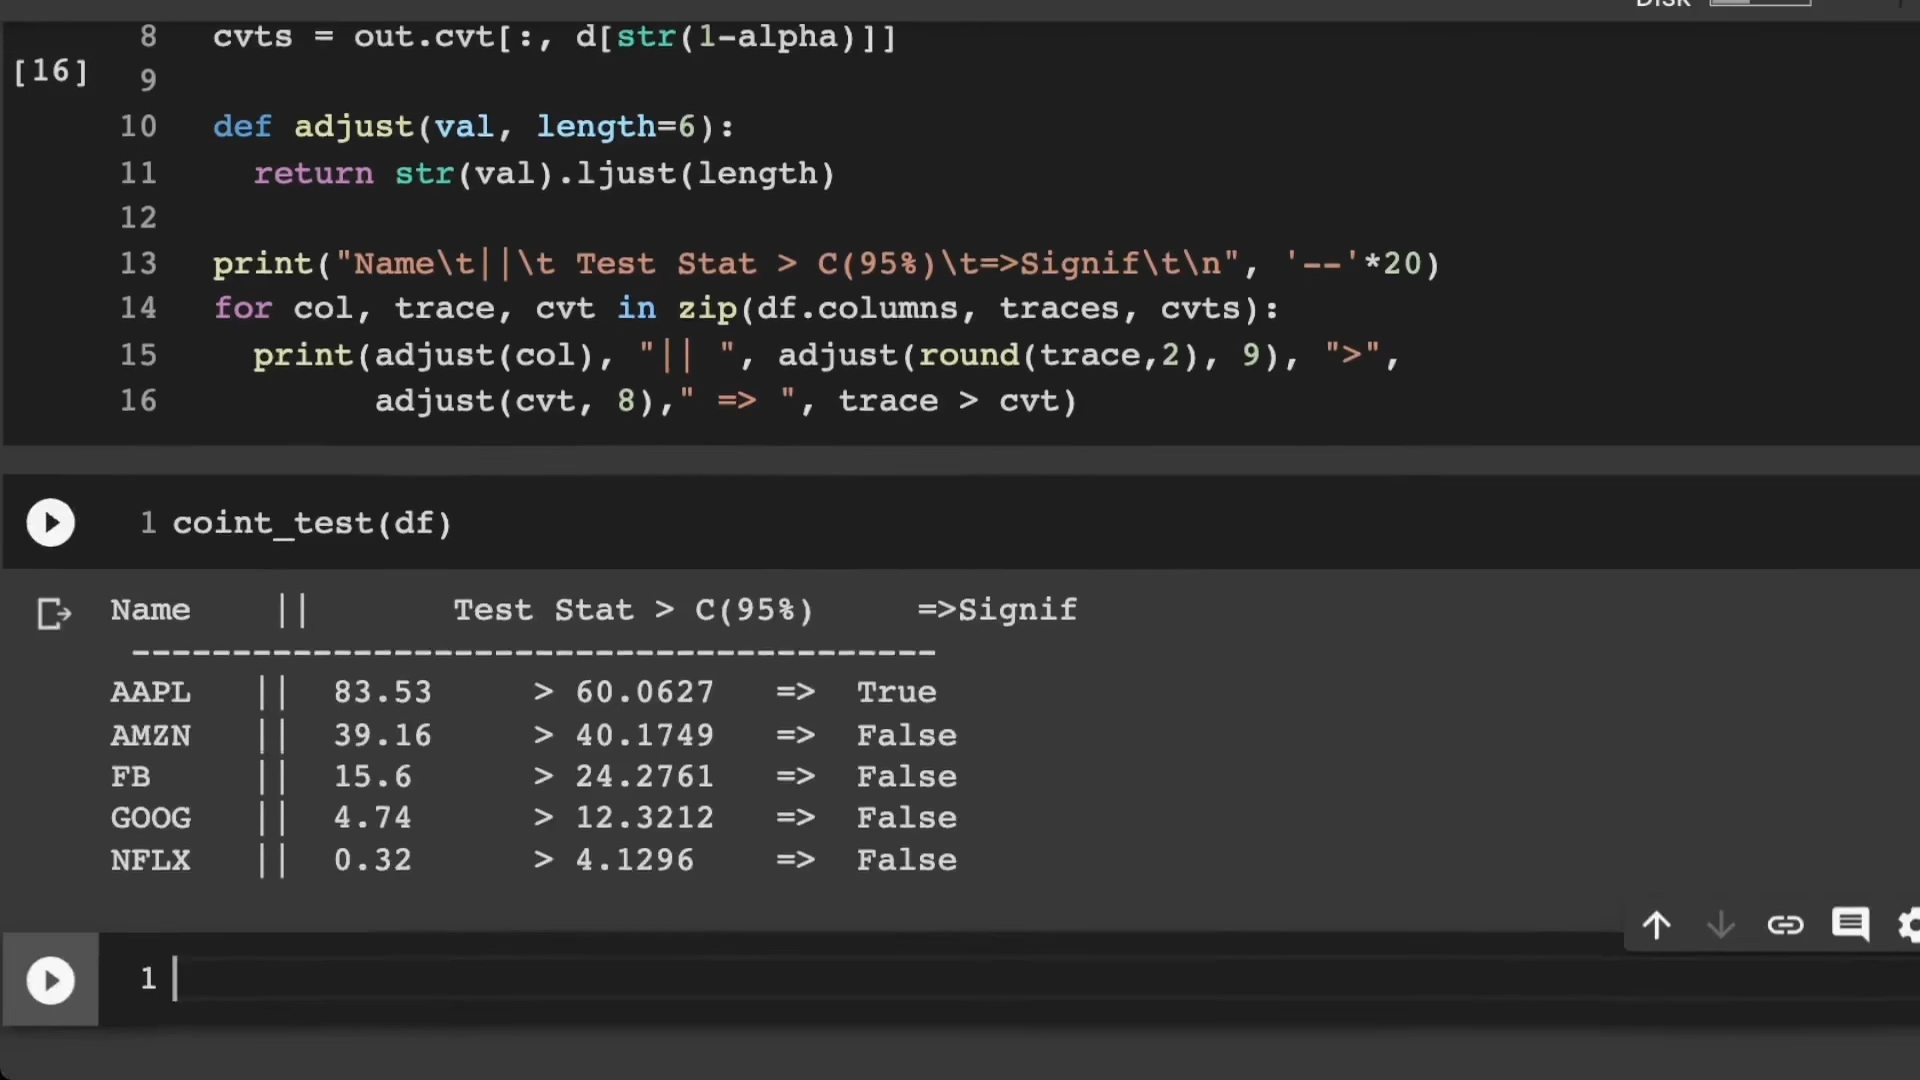 DISK
8 cvts = out.cvt[:, d[str(1-alpha)]]
[16] 9
10 def adjust(val, length=6):
11 return str(val).ljust(length)
12
13 print("Name\t||\t Test Stat > C(95%)\t=>Signif\t\n", '--'*20)
14 for col, trace, cvt in zip(df.columns, traces, cvts):
15 print(adjust(col), "|| ", adjust(round(trace,2), 9), ">",
16 adjust(cvt, 8)," => ", trace > cvt)
1 coint_test(df)
Name || Test Stat > C(95%) =>Signif
----------------------------------------
AAPL || 83.53 > 60.0627 => True
AMZN || 39.16 > 40.1749 => False
FB || 15.6 > 24.2761 => False
GOOG || 4.74 > 12.3212 => False
NFLX || 0.32 > 4.1296 => False
1